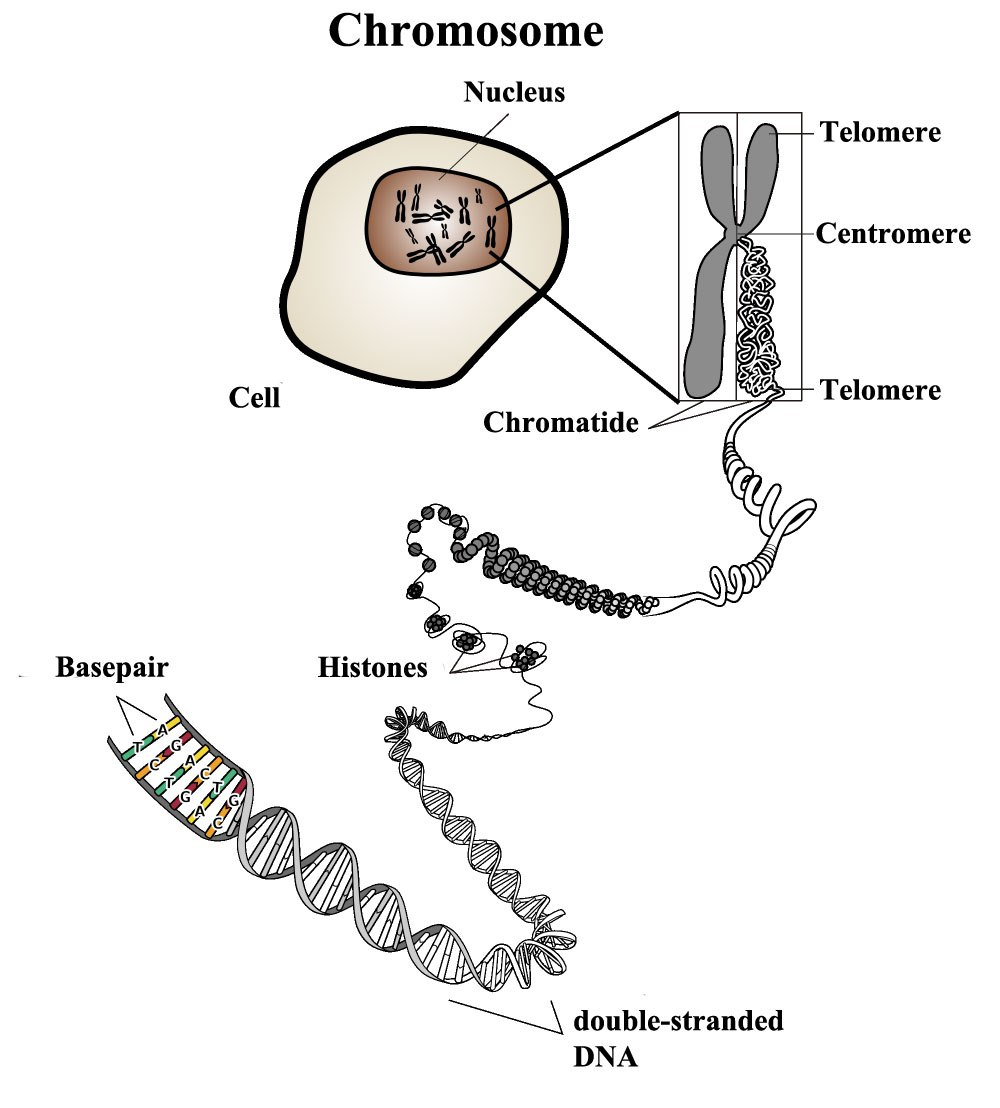 Chromosome
Nucleus
Telomere
Centromere
Cell
Telomere
Chromatide
Basepair
Histones
T A
C G
T A
G C
A T
C G
double-stranded
DNA